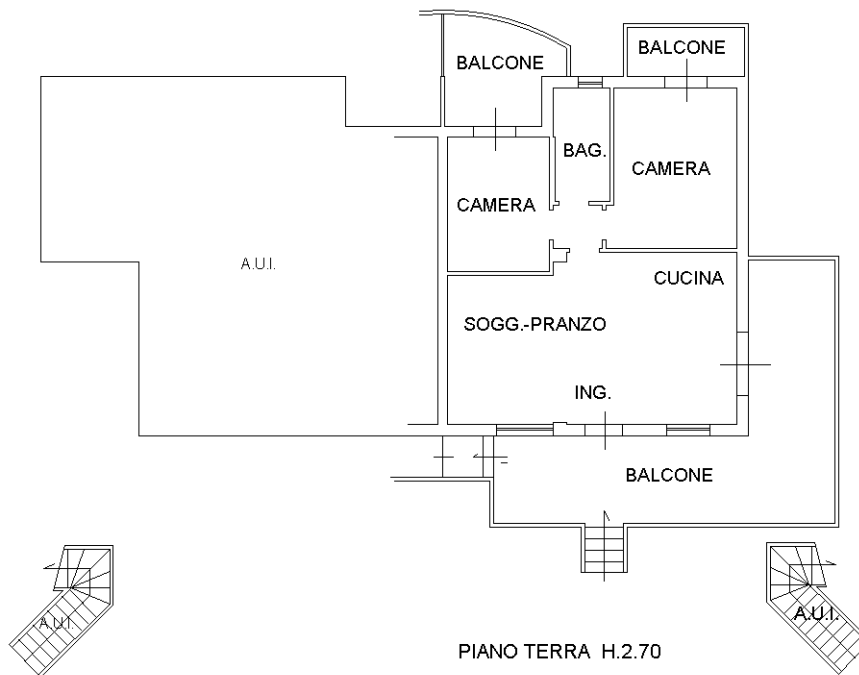 BALCONE
BALCONE
BAG.
CAMERA
CAMERA
A.U.I.
CUCINA
SOGG.-PRANZO
ING.
BALCONE
A.U.I.
A.U.I.
PIANO TERRA H.2.70